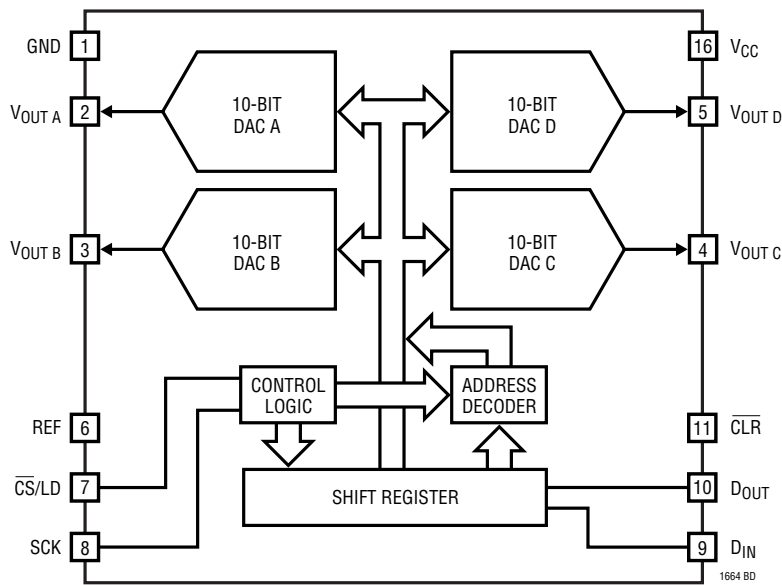 GND 1
16 VCC
VOUT A 2
10-BIT
DAC A
10-BIT
DAC D
5 VOUT D
VOUT B 3
10-BIT
DAC B
10-BIT
DAC C
4 VOUT C
CONTROL
LOGIC
ADDRESS
DECODER
REF 6
11 C̅L̅R̅
C̅S̅/LD 7
SHIFT REGISTER
10 DOUT
SCK 8
9 DIN
1664 BD